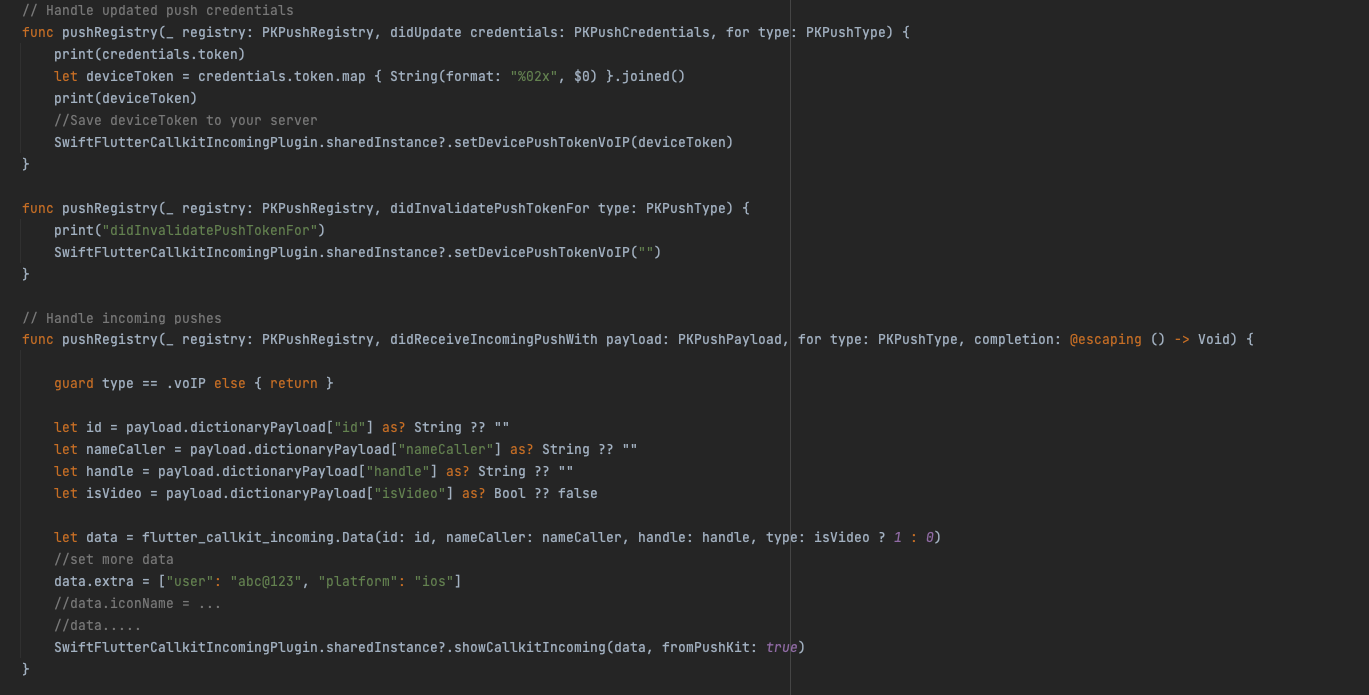 // Handle updated push credentials
func pushRegistry(_ registry: PKPushRegistry, didUpdate credentials: PKPushCredentials, for type: PKPushType) {
    print(credentials.token)
    let deviceToken = credentials.token.map { String(format: "%02x", $0) }.joined()
    print(deviceToken)
    //Save deviceToken to your server
    SwiftFlutterCallkitIncomingPlugin.sharedInstance?.setDevicePushTokenVoIP(deviceToken)
}

func pushRegistry(_ registry: PKPushRegistry, didInvalidatePushTokenFor type: PKPushType) {
    print("didInvalidatePushTokenFor")
    SwiftFlutterCallkitIncomingPlugin.sharedInstance?.setDevicePushTokenVoIP("")
}

// Handle incoming pushes
func pushRegistry(_ registry: PKPushRegistry, didReceiveIncomingPushWith payload: PKPushPayload, for type: PKPushType, completion: @escaping () -> Void) {

    guard type == .voIP else { return }

    let id = payload.dictionaryPayload["id"] as? String ?? ""
    let nameCaller = payload.dictionaryPayload["nameCaller"] as? String ?? ""
    let handle = payload.dictionaryPayload["handle"] as? String ?? ""
    let isVideo = payload.dictionaryPayload["isVideo"] as? Bool ?? false

    let data = flutter_callkit_incoming.Data(id: id, nameCaller: nameCaller, handle: handle, type: isVideo ? 1 : 0)
    //set more data
    data.extra = ["user": "abc@123", "platform": "ios"]
    //data.iconName = ...
    //data.....
    SwiftFlutterCallkitIncomingPlugin.sharedInstance?.showCallkitIncoming(data, fromPushKit: true)
}